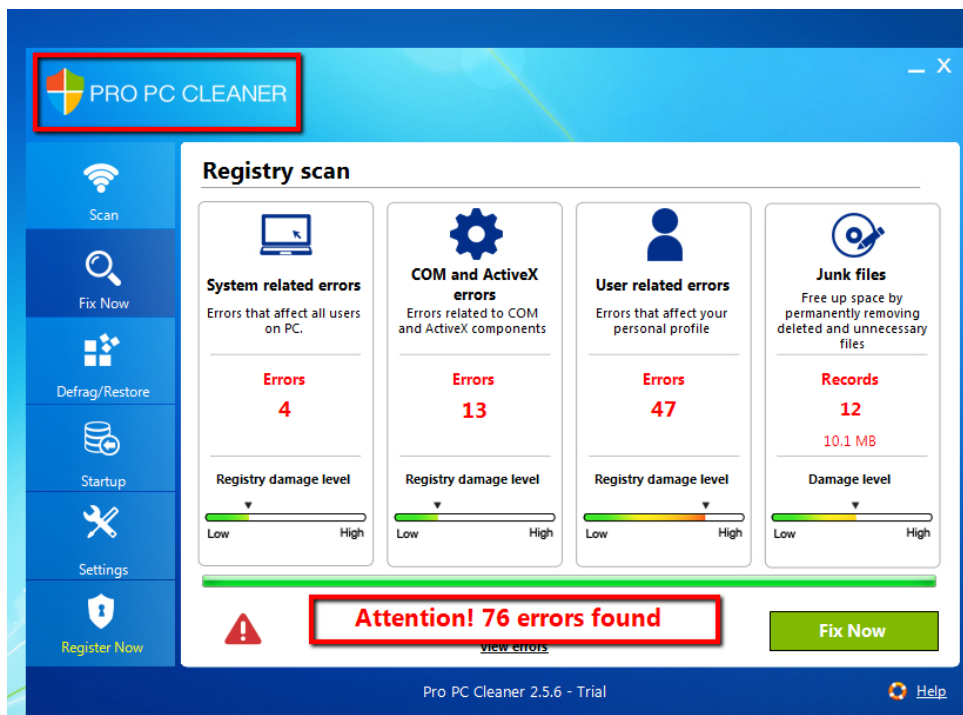 PRO PC CLEANER
_ X
Scan
Fix Now
Defrag/Restore
Startup
Settings
Register Now
Registry scan
System related errors
Errors that affect all users
on PC.
Errors
4
Registry damage level
Low High
COM and ActiveX
errors
Errors related to COM
and ActiveX components
Errors
13
Registry damage level
Low High
User related errors
Errors that affect your
personal profile
Errors
47
Registry damage level
Low High
Junk files
Free up space by
permanently removing
deleted and unnecessary
files
Records
12
10.1 MB
Damage level
Low High
Attention! 76 errors found
View errors
Fix Now
Pro PC Cleaner 2.5.6 - Trial
Help